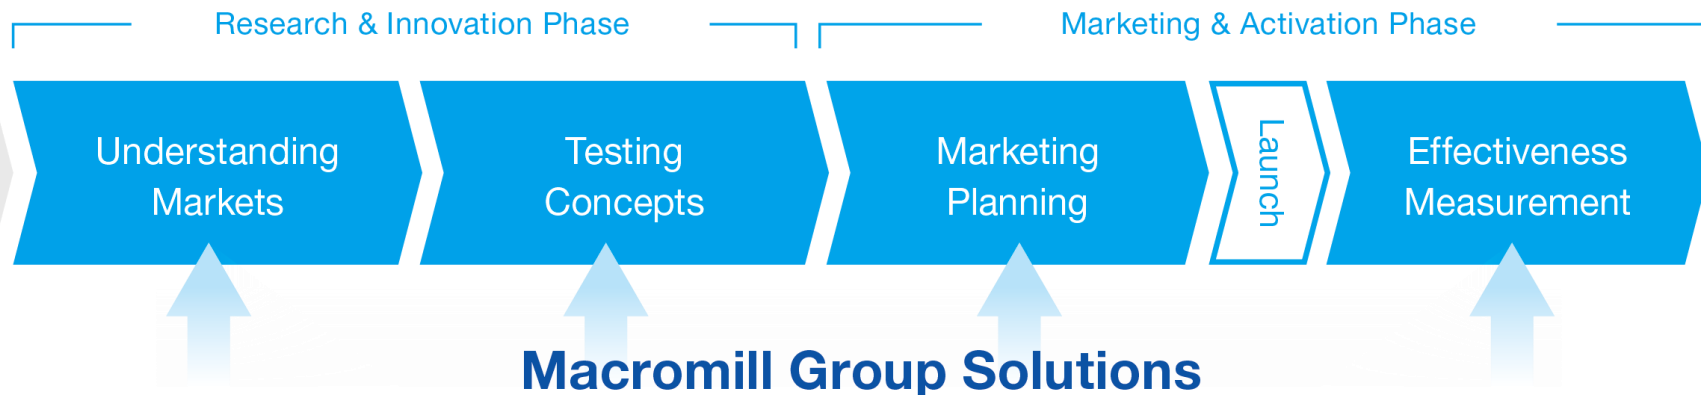 Research & Innovation Phase
Marketing & Activation Phase
Understanding
Markets
Testing
Concepts
Marketing
Planning
Launch
Effectiveness
Measurement
Macromill Group Solutions